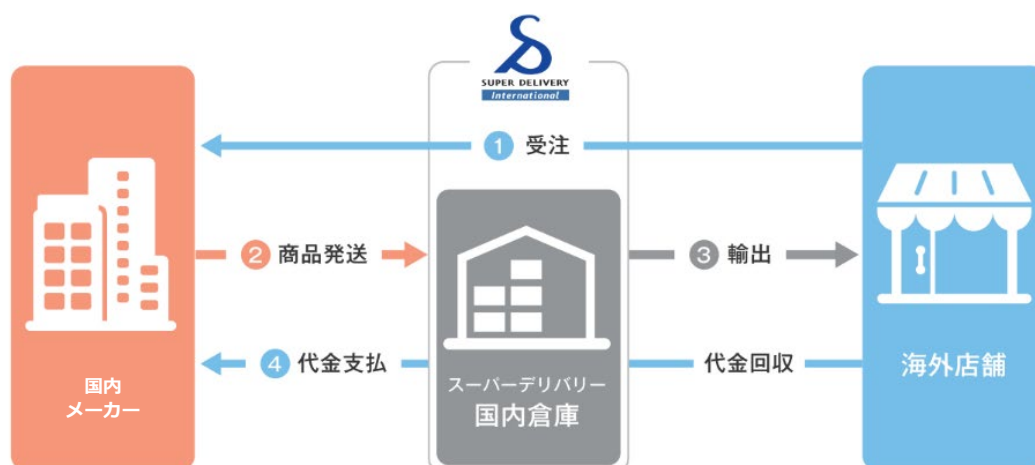 SUPER DELIVERY
International
1 受注
2 商品発送
3 輸出
4 代金支払
代金回収
国内
メーカー
スーパーデリバリー
国内倉庫
海外店舗